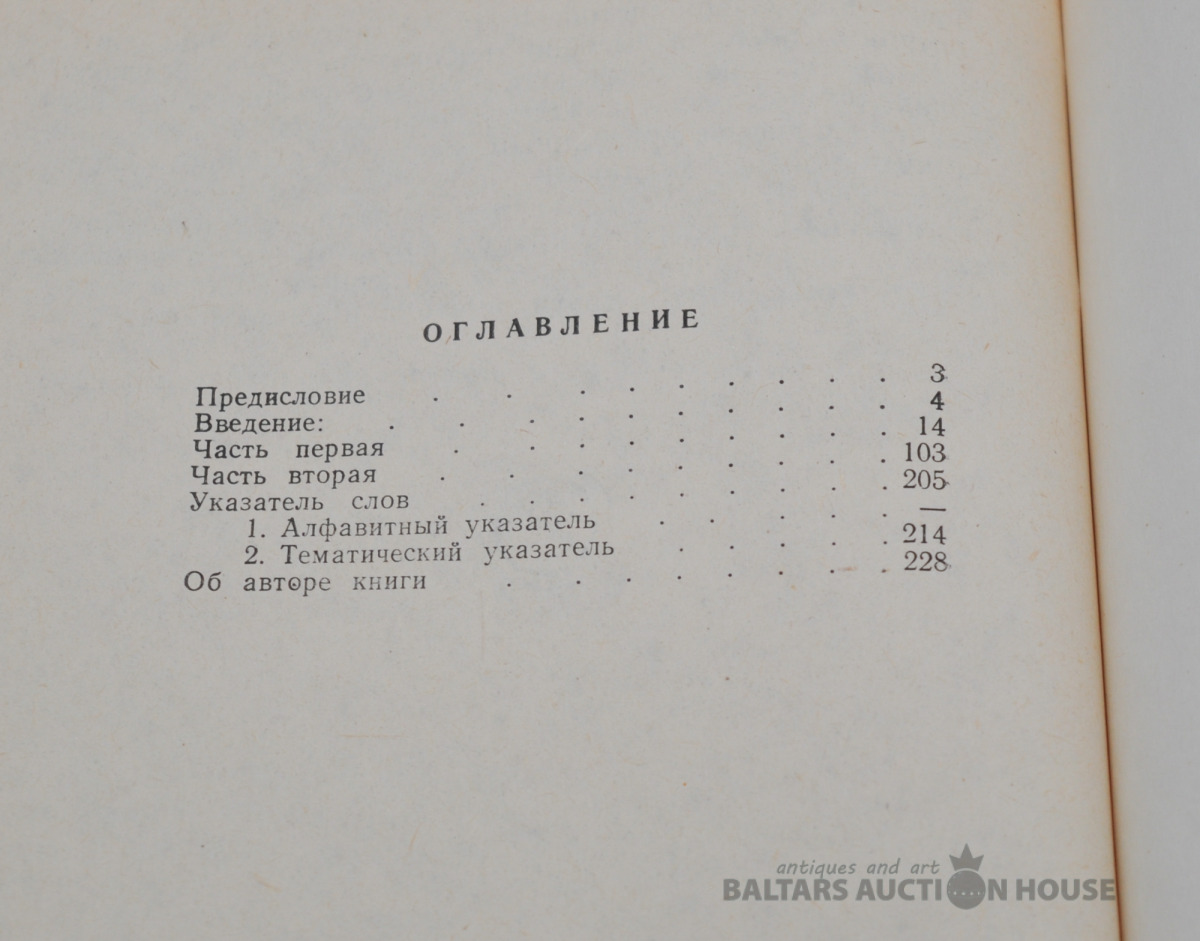 ОГЛАВЛЕНИЕ
Предисловие . . . . . . . . . 3
Введение: . . . . . . . . . . 4
Часть первая . . . . . . . . 14
Часть вторая . . . . . . . . 103
Указатель слов . . . . . . . . 205
1. Алфавитный указатель . . . . . —
2. Тематический указатель . . . . . 214
Об авторе книги . . . . . . . . 228
antiques and art
BALTARS AUCTION HOUSE